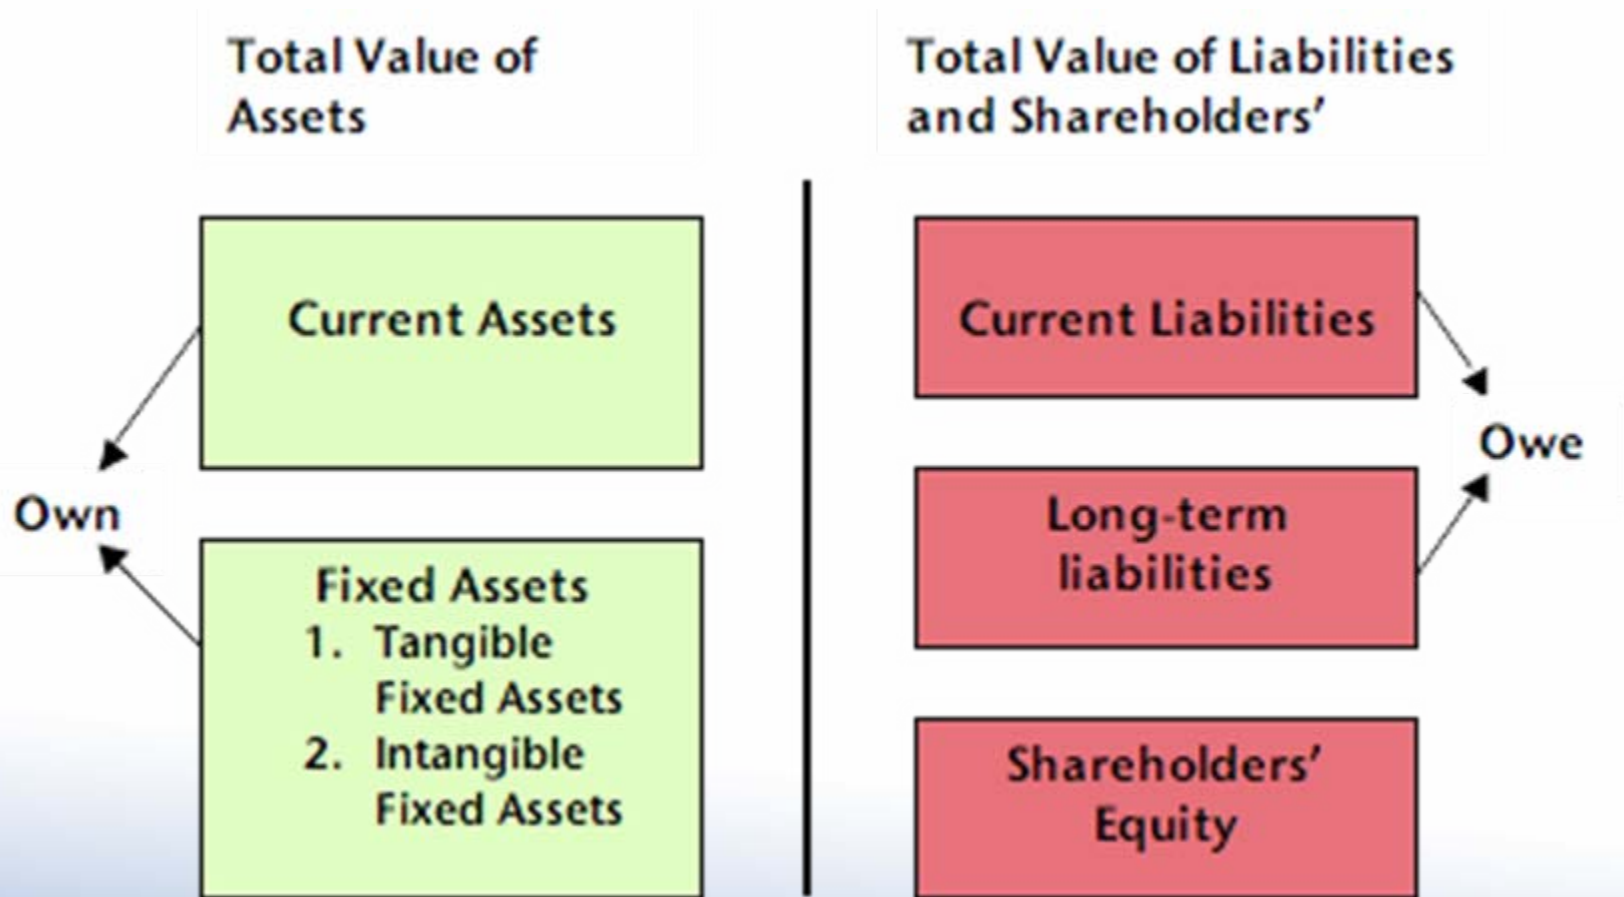 Total Value of
Assets
Total Value of Liabilities
and Shareholders'
Current Assets
Own
Fixed Assets
1. Tangible
Fixed Assets
2. Intangible
Fixed Assets
Current Liabilities
Owe
Long-term
liabilities
Shareholders'
Equity